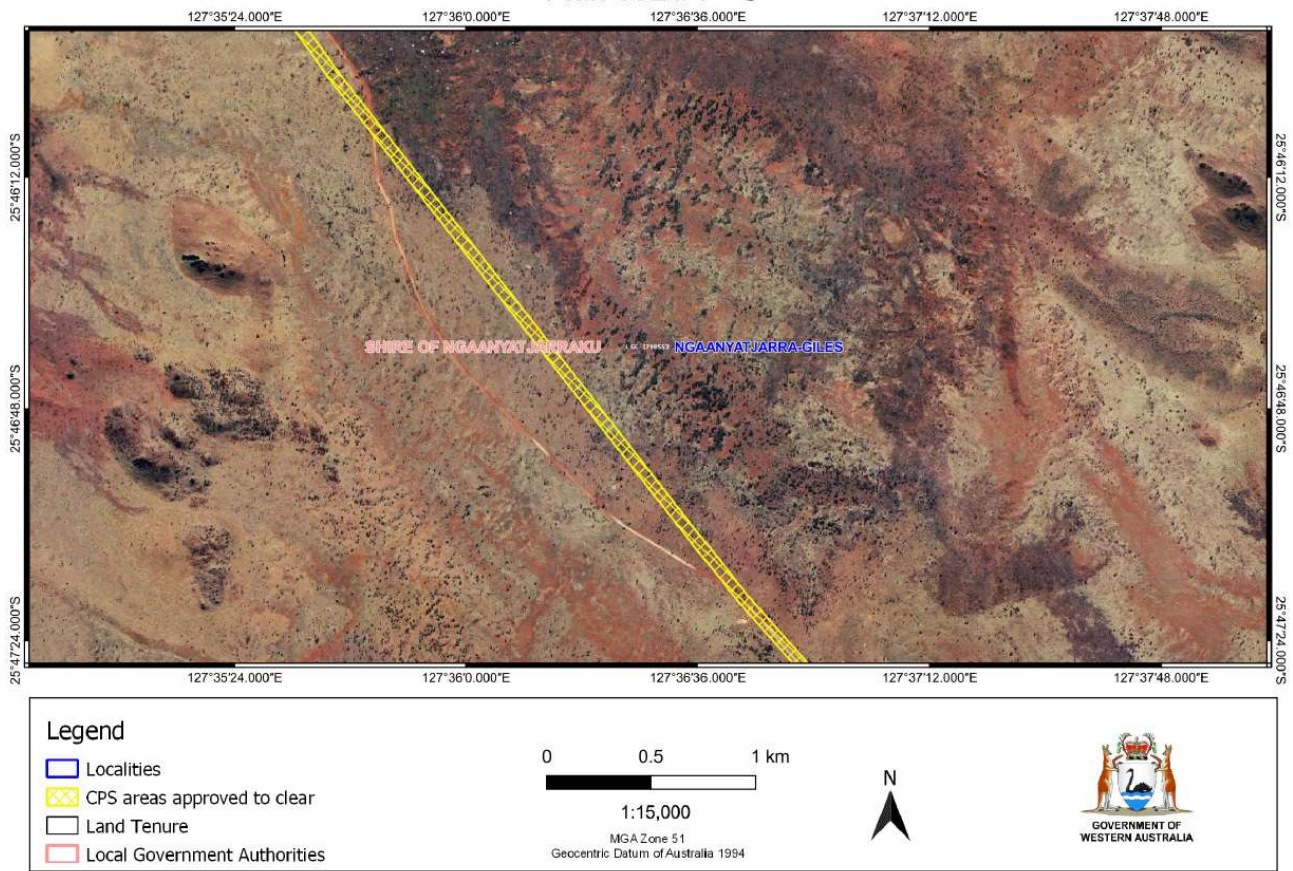 127°35'24.000"E 127°36'0.000"E 127°36'36.000"E 127°37'12.000"E 127°37'48.000"E
25°46'12.000"S 25°46'12.000"S
SHIRE OF NGAANYATJARRAKU NGAANYATJARRA-GILES
25°46'48.000"S 25°46'48.000"S
25°47'24.000"S 25°47'24.000"S
127°35'24.000"E 127°36'0.000"E 127°36'36.000"E 127°37'12.000"E 127°37'48.000"E
Legend
Localities
CPS areas approved to clear
Land Tenure
Local Government Authorities
0 0.5 1 km
1:15,000
MGA Zone 51
Geocentric Datum of Australia 1994
N
GOVERNMENT OF
WESTERN AUSTRALIA